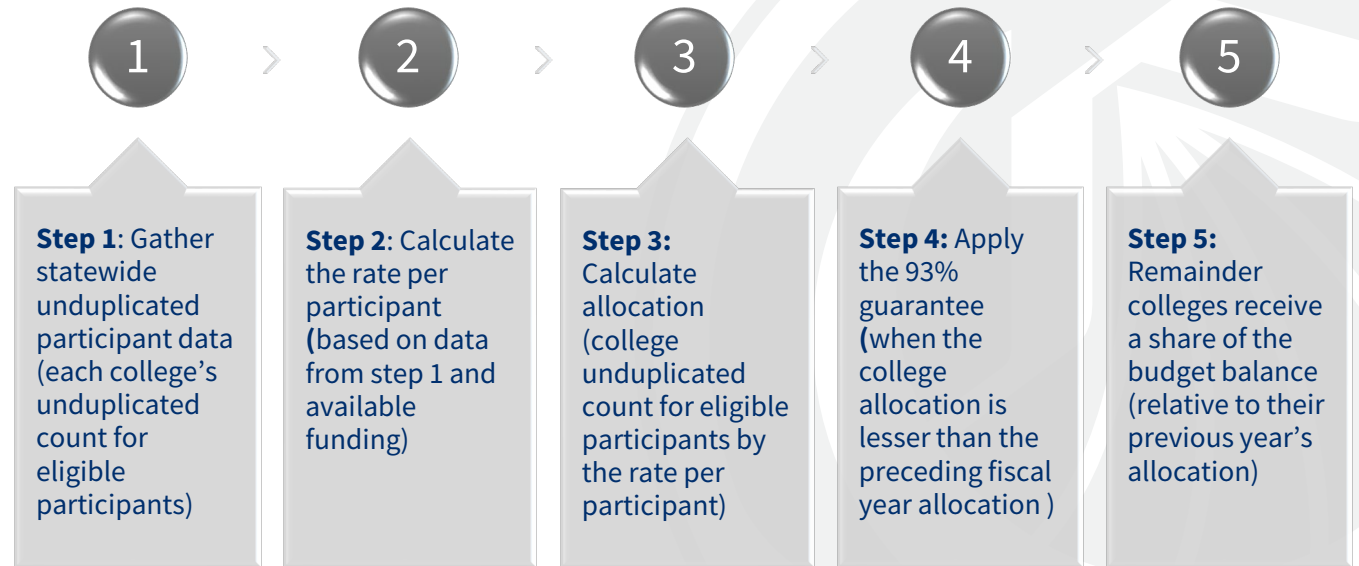 1
2
3
4
5
Step 1: Gather
statewide
unduplicated
participant data
(each college’s
unduplicated
count for
eligible
participants)
Step 2: Calculate
the rate per
participant
(based on data
from step 1 and
available
funding)
Step 3:
Calculate
allocation
(college
unduplicated
count for eligible
participants by
the rate per
participant)
Step 4: Apply
the 93%
guarantee
(when the
college
allocation is
lesser than the
preceding fiscal
year allocation )
Step 5:
Remainder
colleges receive
a share of the
budget balance
(relative to their
previous year’s
allocation)